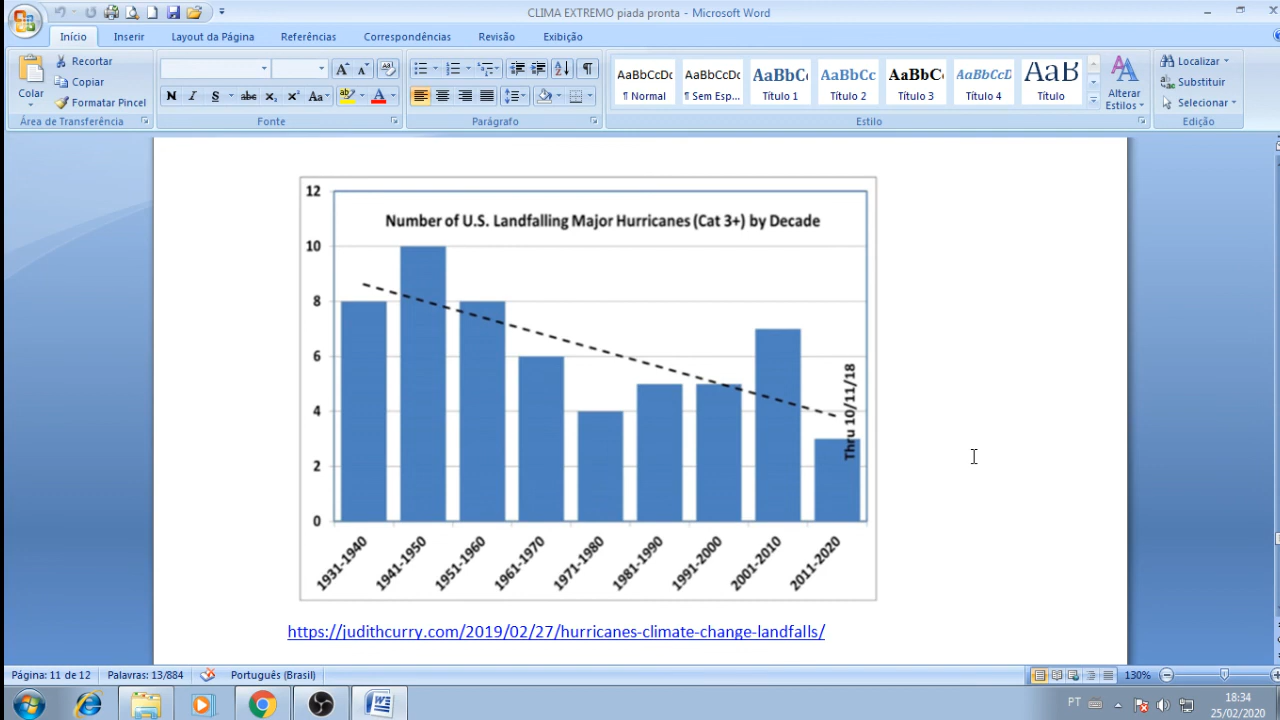 CLIMA EXTREMO piada pronta - Microsoft Word
Início Inserir Layout da Página Referências Correspondências Revisão Exibição
Colar
Recortar
Copiar
Formatar Pincel
Área de Transferência
N I S abc x₂ x² Aa
ab A
Fonte
Parágrafo
AaBbCcDc AaBbCcDc AaBbCc AaBbCc AaBbC AaBbCcD AaB
¶ Normal ¶ Sem Esp... Título 1 Título 2 Título 3 Título 4 Título
Alterar
Estilos
Estilo
Localizar
Substituir
Selecionar
Edição
Number of U.S. Landfalling Major Hurricanes (Cat 3+) by Decade
12
10
8
6
4
2
0
Thru 10/11/18
1931-1940 1941-1950 1951-1960 1961-1970 1971-1980 1981-1990 1991-2000 2001-2010 2011-2020
https://judithcurry.com/2019/02/27/hurricanes-climate-change-landfalls/
Página: 11 de 12 Palavras: 13/884 Português (Brasil) 130%
PT 18:34
25/02/2020